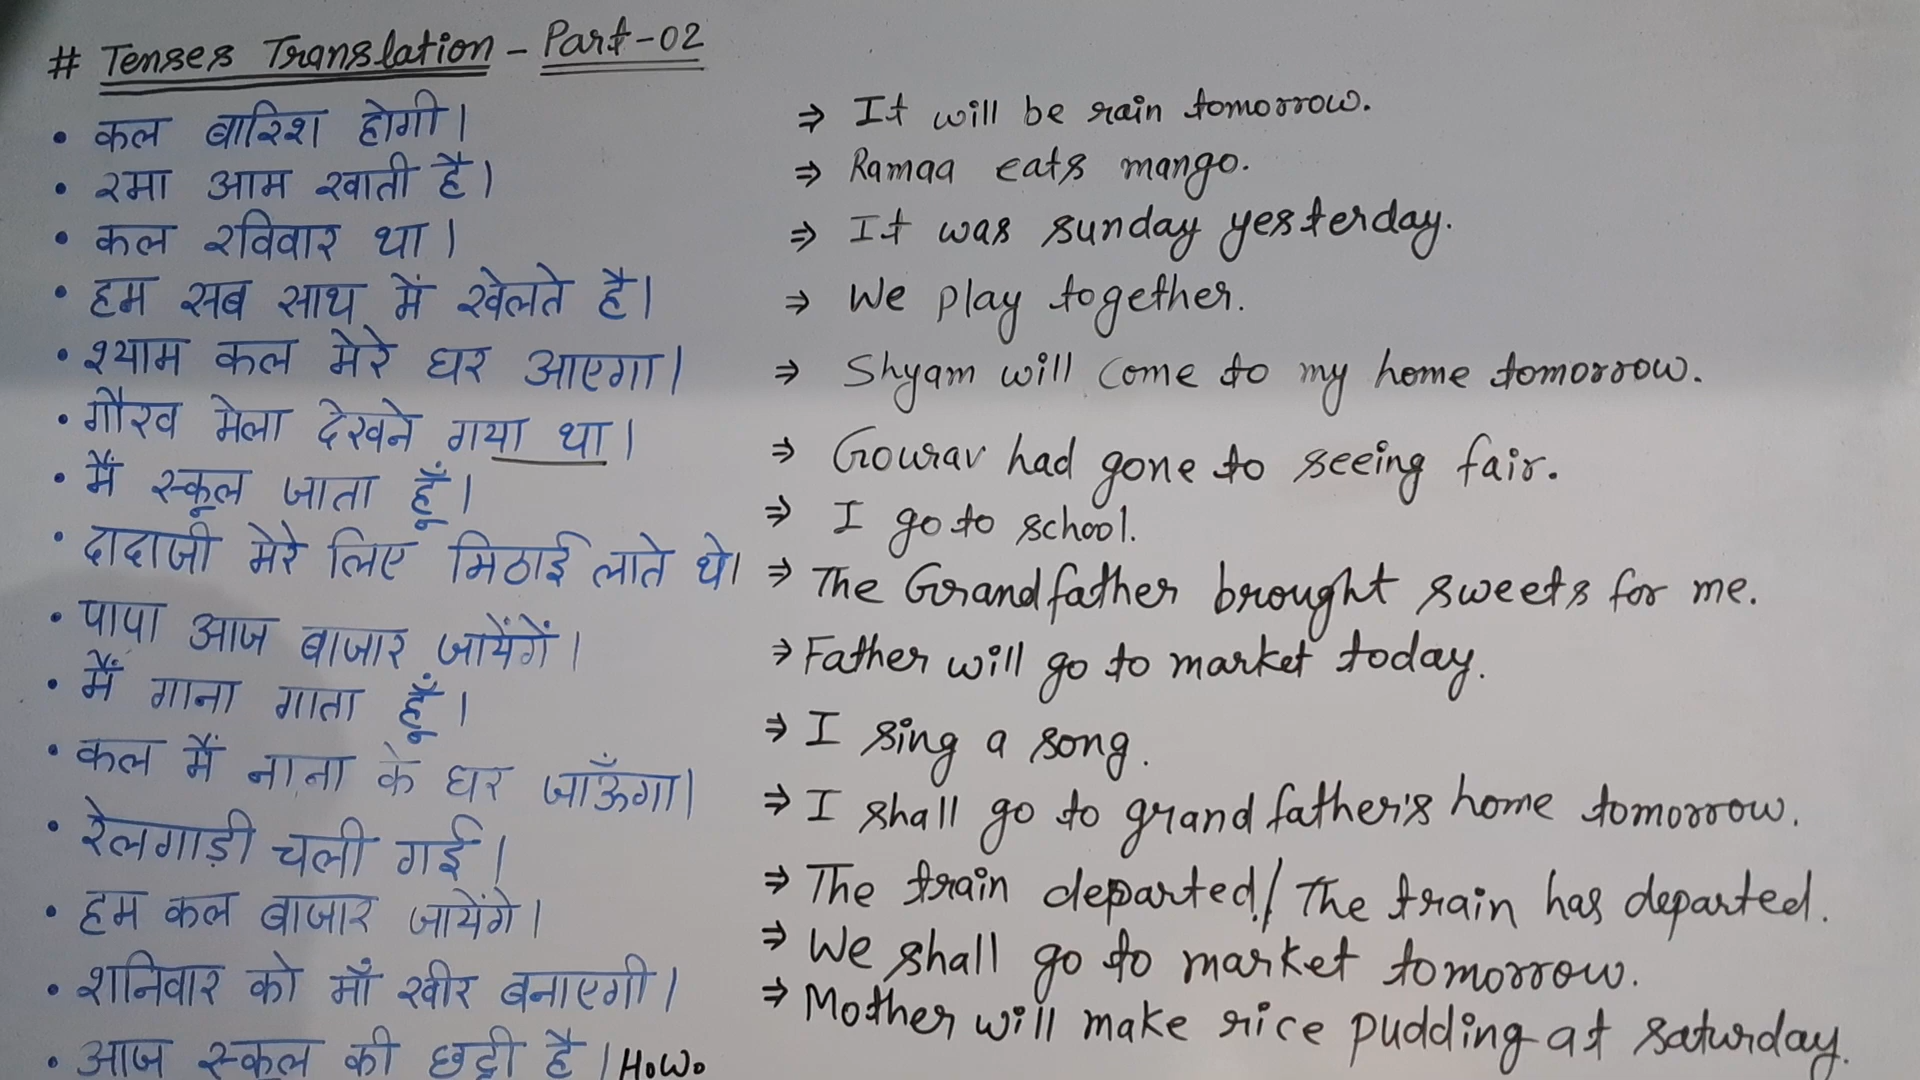 # Tenses Translation - Part-02
• कल बारिश होगी। ⇒ It will be rain tomorrow.
• रमा आम खाती है। ⇒ Ramaa eats mango.
• कल रविवार था। ⇒ It was sunday yesterday.
• हम सब साथ में खेलते है। ⇒ We play together.
• श्याम कल मेरे घर आएगा। ⇒ Shyam will come to my home tomorrow.
• गौरव मेला देखने गया था। ⇒ Gourav had gone to seeing fair.
• मैं स्कूल जाता हूँ। ⇒ I go to school.
• दादाजी मेरे लिए मिठाई लाते थे। ⇒ The Grandfather brought sweets for me.
• पापा आज बाजार जायेंगें। ⇒ Father will go to market today.
• मैं गाना गाता हूँ। ⇒ I sing a song.
• कल मैं नाना के घर जाऊँगा। ⇒ I shall go to grandfather's home tomorrow.
• रेलगाड़ी चली गई। ⇒ The train departed./ The train has departed.
• हम कल बाजार जायेंगे। ⇒ We shall go to market tomorrow.
• शनिवार को माँ खीर बनाएगी। ⇒ Mother will make rice pudding at saturday.
• आज स्कूल की छुट्टी है। H.W.